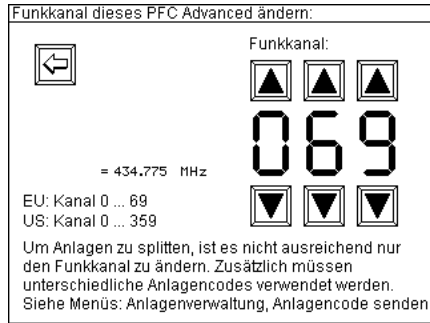 Funkkanal dieses PFC Advanced ändern:
Funkkanal:
069
= 434.775 MHz
EU: Kanal 0 ... 69
US: Kanal 0 ... 359
Um Anlagen zu splitten, ist es nicht ausreichend nur
den Funkkanal zu ändern. Zusätzlich müssen
unterschiedliche Anlagencodes verwendet werden.
Siehe Menüs: Anlagenverwaltung, Anlagencode senden